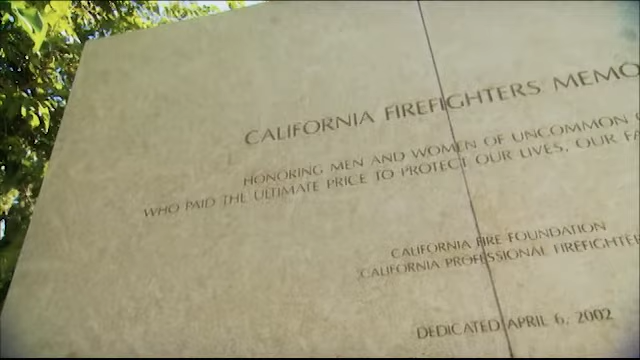 CALIFORNIA FIREFIGHTERS MEMO
HONORING MEN AND WOMEN OF UNCOMMON
WHO PAID THE ULTIMATE PRICE TO PROTECT OUR LIVES, OUR FA
CALIFORNIA FIRE FOUNDATION
CALIFORNIA PROFESSIONAL FIREFIGHTE
DEDICATED APRIL 6, 2002